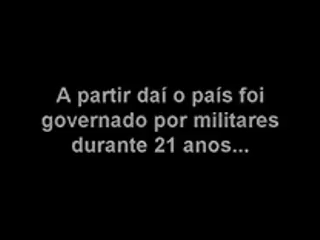 A partir daí o país foi
governado por militares
durante 21 anos...